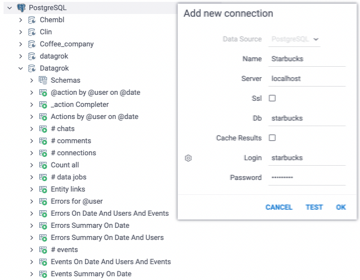 PostgreSQL
Chembl
Clin
Coffee_company
datagrok
Datagrok
Schemas
@action by @user on @date
_action Completer
Actions by @user on @date
# chats
# comments
# connections
Count all
# data jobs
Entity links
Errors for @user
Errors On Date And Users And Events
Errors Summary On Date
Errors Summary On Date And Users
# events
Events On Date And Users And Events
Events Summary On Date
Add new connection
Data Source PostgreSQL
Name Starbucks
Server localhost
Ssl
Db starbucks
Cache Results
Login starbucks
Password ·········
CANCEL TEST OK